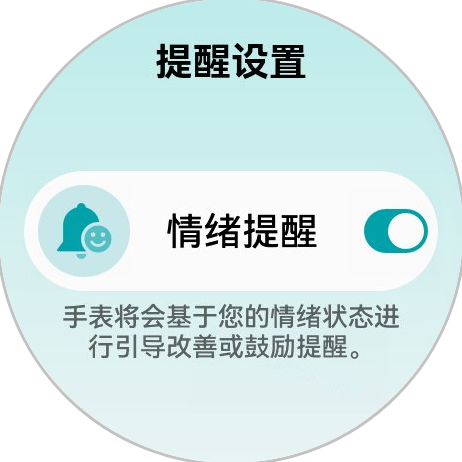 提醒设置
情绪提醒
手表将会基于您的情绪状态进
行引导改善或鼓励提醒。